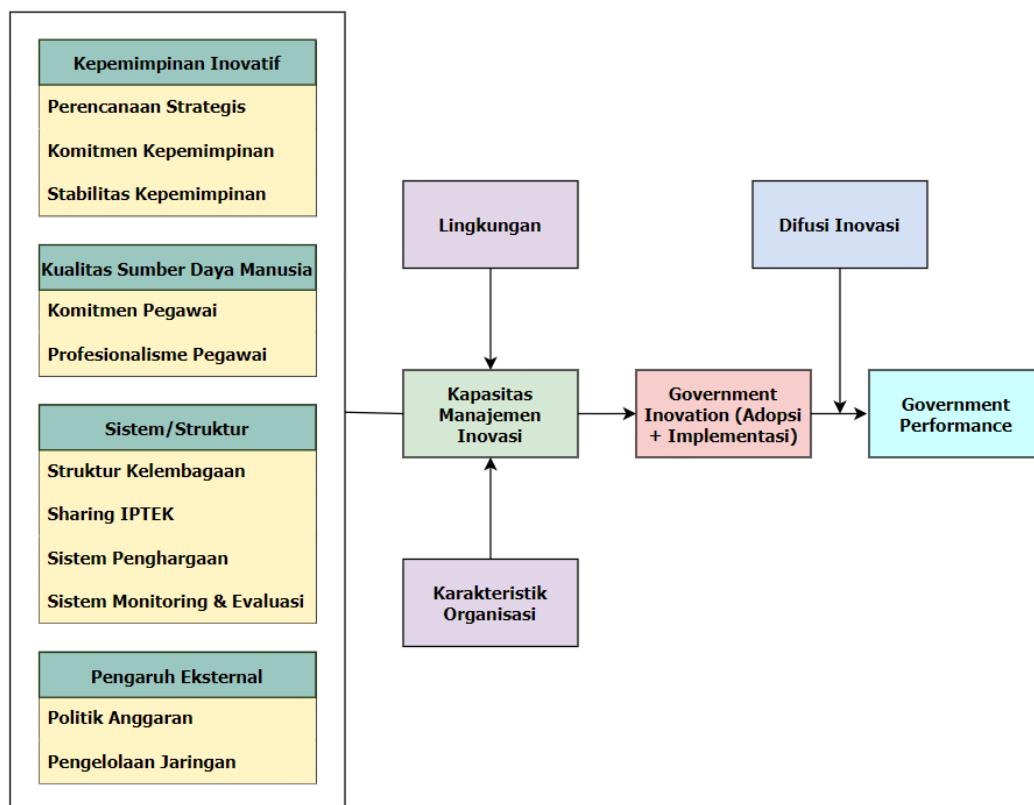 Kepemimpinan Inovatif
Perencanaan Strategis
Komitmen Kepemimpinan
Stabilitas Kepemimpinan
Kualitas Sumber Daya Manusia
Komitmen Pegawai
Profesionalisme Pegawai
Sistem/Struktur
Struktur Kelembagaan
Sharing IPTEK
Sistem Penghargaan
Sistem Monitoring & Evaluasi
Pengaruh Eksternal
Politik Anggaran
Pengelolaan Jaringan
Lingkungan
Kapasitas
Manajemen
Inovasi
Karakteristik
Organisasi
Government
Inovation (Adopsi
+ Implementasi)
Difusi Inovasi
Government
Performance